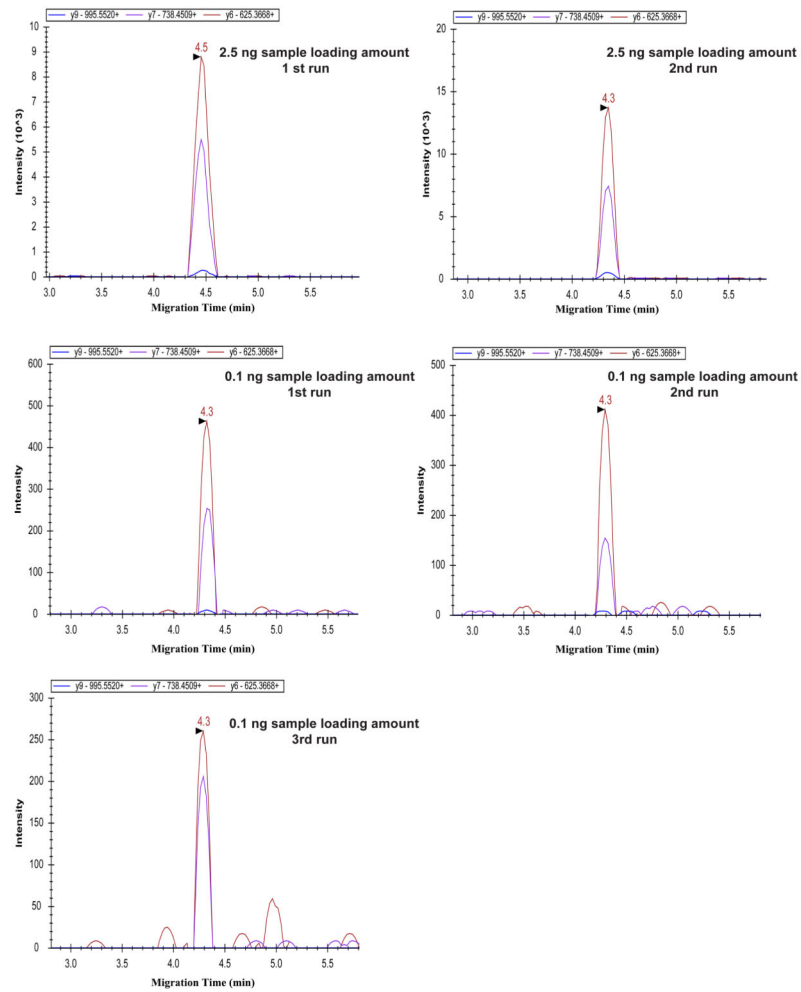 y9 - 995.5520+ y7 - 738.4509+ y6 - 625.3668+
2.5 ng sample loading amount
1 st run
4.5
Intensity (10^3)
10
9
8
7
6
5
4
3
2
1
0
3.0 3.5 4.0 4.5 5.0 5.5
Migration Time (min)
y9 - 995.5520+ y7 - 738.4509+ y6 - 625.3668+
2.5 ng sample loading amount
2nd run
4.3
Intensity (10^3)
20
15
10
5
0
3.0 3.5 4.0 4.5 5.0 5.5
Migration Time (min)
y9 - 995.5520+ y7 - 738.4509+ y6 - 625.3668+
0.1 ng sample loading amount
1st run
4.3
Intensity
600
500
400
300
200
100
0
3.0 3.5 4.0 4.5 5.0 5.5
Migration Time (min)
y9 - 995.5520+ y7 - 738.4509+ y6 - 625.3668+
0.1 ng sample loading amount
2nd run
4.3
Intensity
500
400
300
200
100
0
3.0 3.5 4.0 4.5 5.0 5.5
Migration Time (min)
y9 - 995.5520+ y7 - 738.4509+ y6 - 625.3668+
0.1 ng sample loading amount
3rd run
4.3
Intensity
300
250
200
150
100
50
0
3.0 3.5 4.0 4.5 5.0 5.5
Migration Time (min)